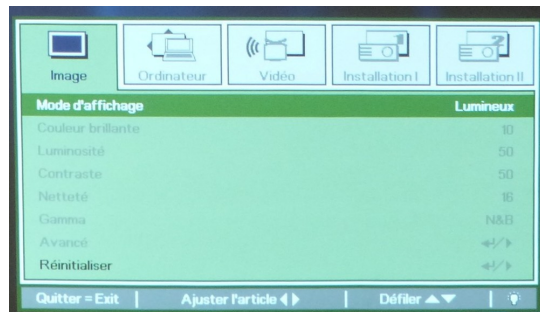 Image Ordinateur Vidéo Installation I Installation II
Mode d'affichage Lumineux
Couleur brillante 10
Luminosité 50
Contraste 50
Netteté 16
Gamma N&B
Avancé
Réinitialiser
Quitter = Exit Ajuster l'article Défiler